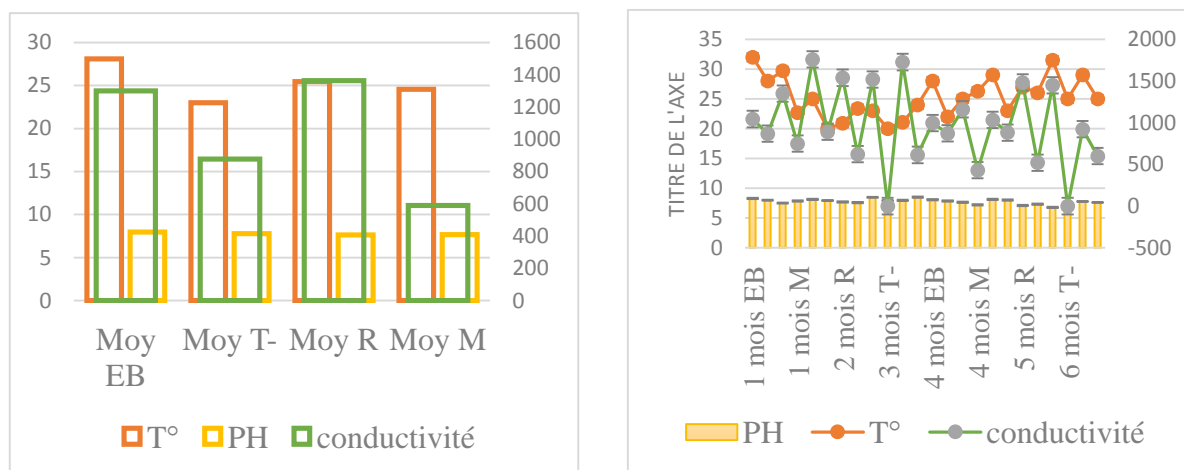 30
25
20
15
10
5
0
1600
1400
1200
1000
800
600
400
200
0
Moy EB
Moy T-
Moy R
Moy M
T° PH conductivité
TITRE DE L'AXE
35
30
25
20
15
10
5
0
2000
1500
1000
500
0
-500
1 mois EB
1 mois M
2 mois R
3 mois T-
4 mois EB
4 mois M
5 mois R
6 mois T-
PH T° conductivité